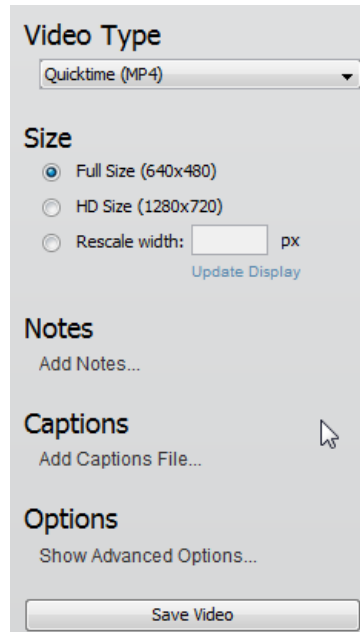 Video Type
Quicktime (MP4)
Size
Full Size (640x480)
HD Size (1280x720)
Rescale width: px
Update Display
Notes
Add Notes...
Captions
Add Captions File...
Options
Show Advanced Options...
Save Video